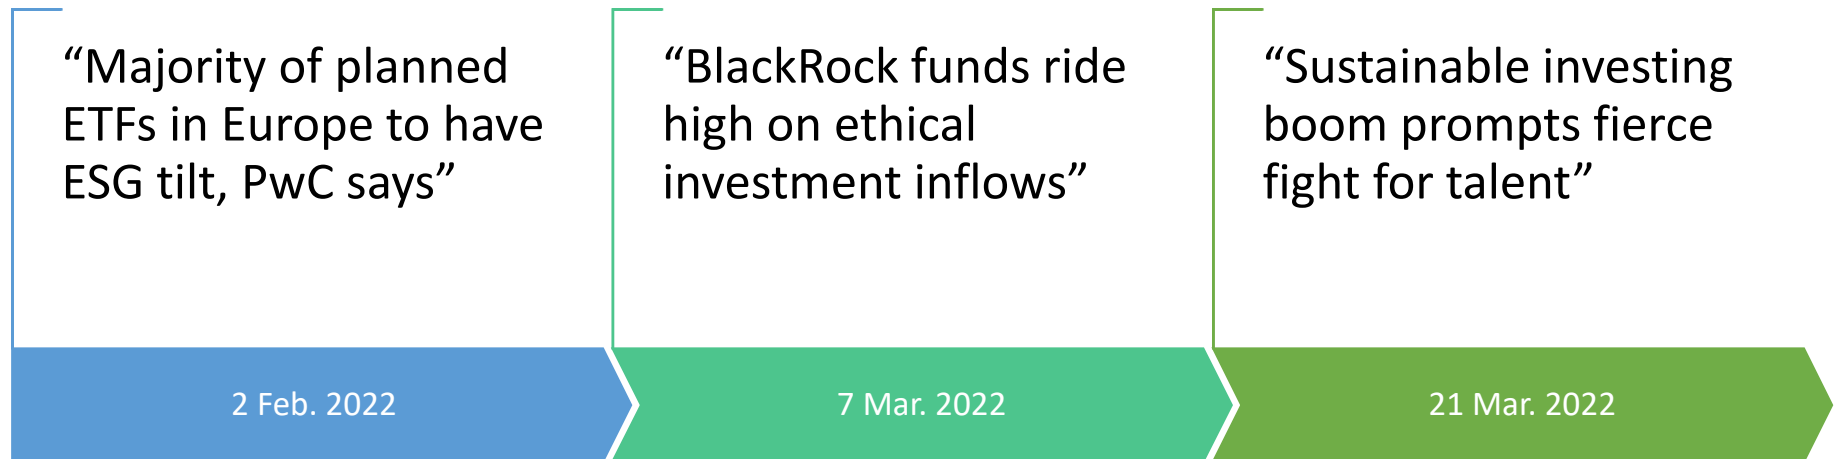 “Majority of planned
ETFs in Europe to have
ESG tilt, PwC says”
2 Feb. 2022
“BlackRock funds ride
high on ethical
investment inflows”
7 Mar. 2022
“Sustainable investing
boom prompts fierce
fight for talent”
21 Mar. 2022